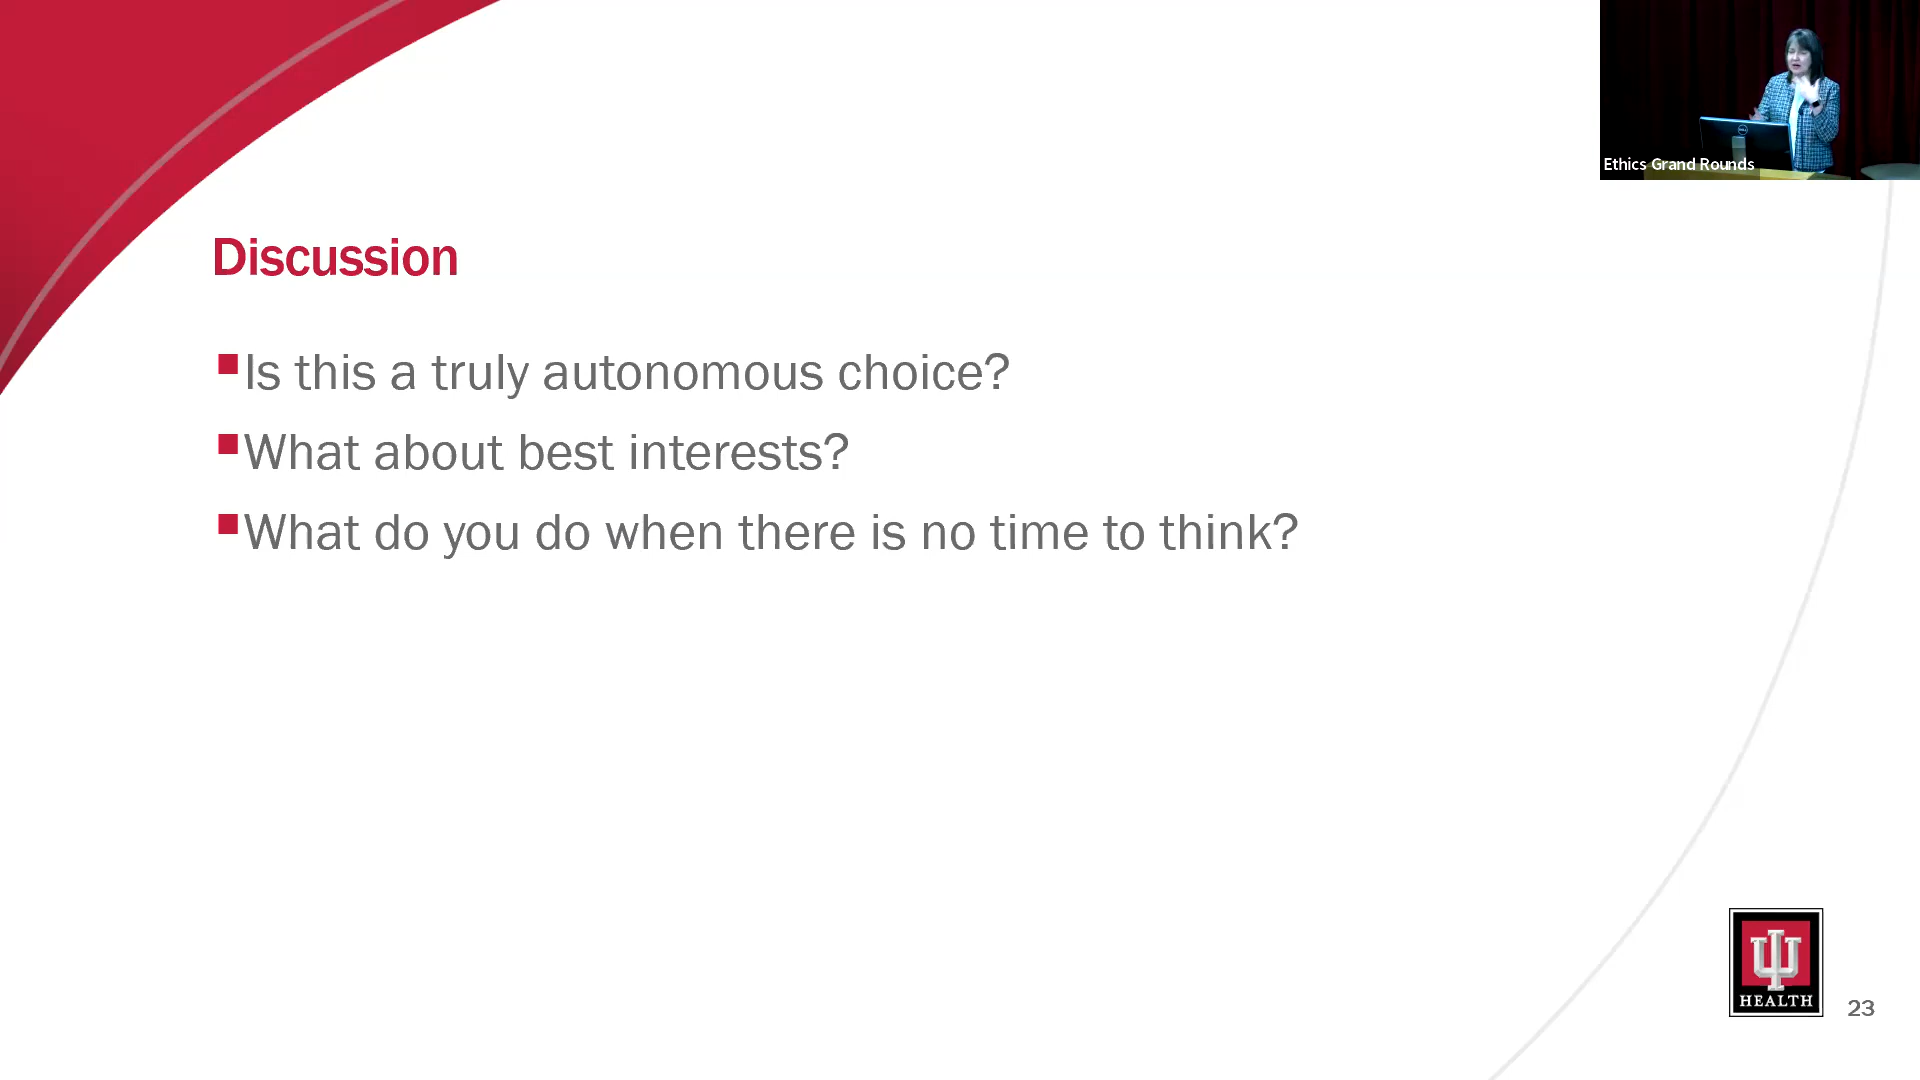 Ethics Grand Rounds
Discussion
Is this a truly autonomous choice?
What about best interests?
What do you do when there is no time to think?
HEALTH
23